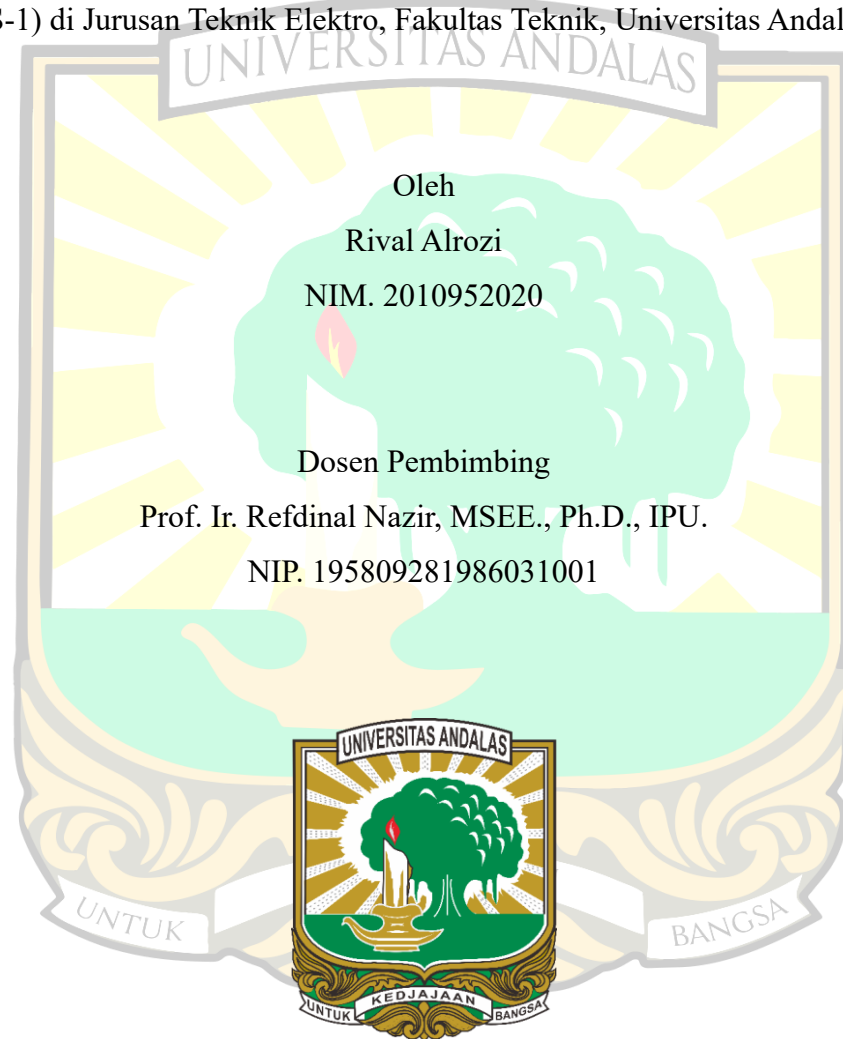 -1) di Jurusan Teknik Elektro, Fakultas Teknik, Universitas Andal
UNIVERSITAS ANDALAS
Oleh
Rival Alrozi
NIM. 2010952020
Dosen Pembimbing
Prof. Ir. Refdinal Nazir, MSEE., Ph.D., IPU.
NIP. 195809281986031001
UNIVERSITAS ANDALAS
UNTUK BANGSA
UNTUK KEDJAJAAN BANGSA